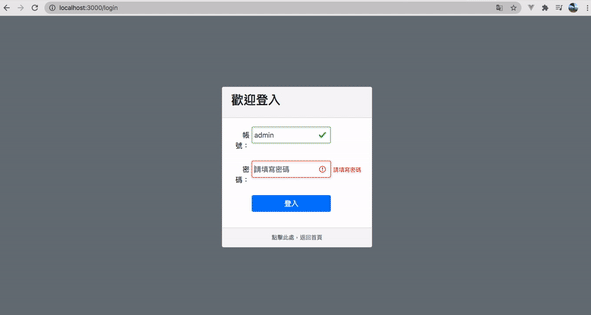 localhost:3000/login
歡迎登入
帳
號：
admin
密
碼：
請填寫密碼
請填寫密碼
登入
點擊此處，返回首頁